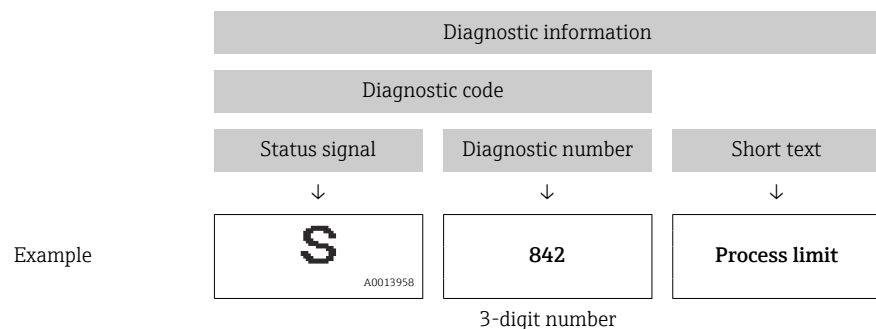 Diagnostic information
Diagnostic code
Status signal Diagnostic number Short text
↓ ↓ ↓
Example S 842 Process limit
A0013958
3-digit number